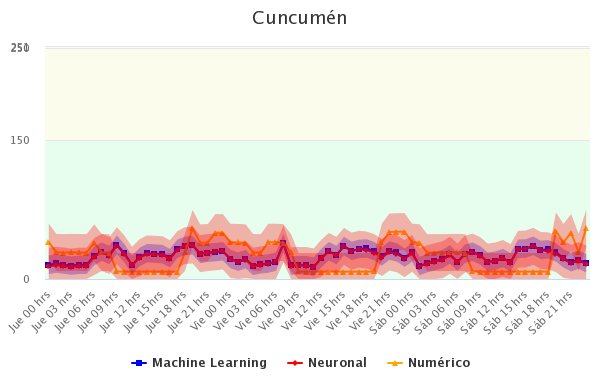 Cuncumén
250
150
0
Jue 00 hrs
Jue 03 hrs
Jue 06 hrs
Jue 09 hrs
Jue 12 hrs
Jue 15 hrs
Jue 18 hrs
Jue 21 hrs
Vie 00 hrs
Vie 03 hrs
Vie 06 hrs
Vie 09 hrs
Vie 12 hrs
Vie 15 hrs
Vie 18 hrs
Vie 21 hrs
Sáb 00 hrs
Sáb 03 hrs
Sáb 06 hrs
Sáb 09 hrs
Sáb 12 hrs
Sáb 15 hrs
Sáb 18 hrs
Sáb 21 hrs
Machine Learning
Neuronal
Numérico